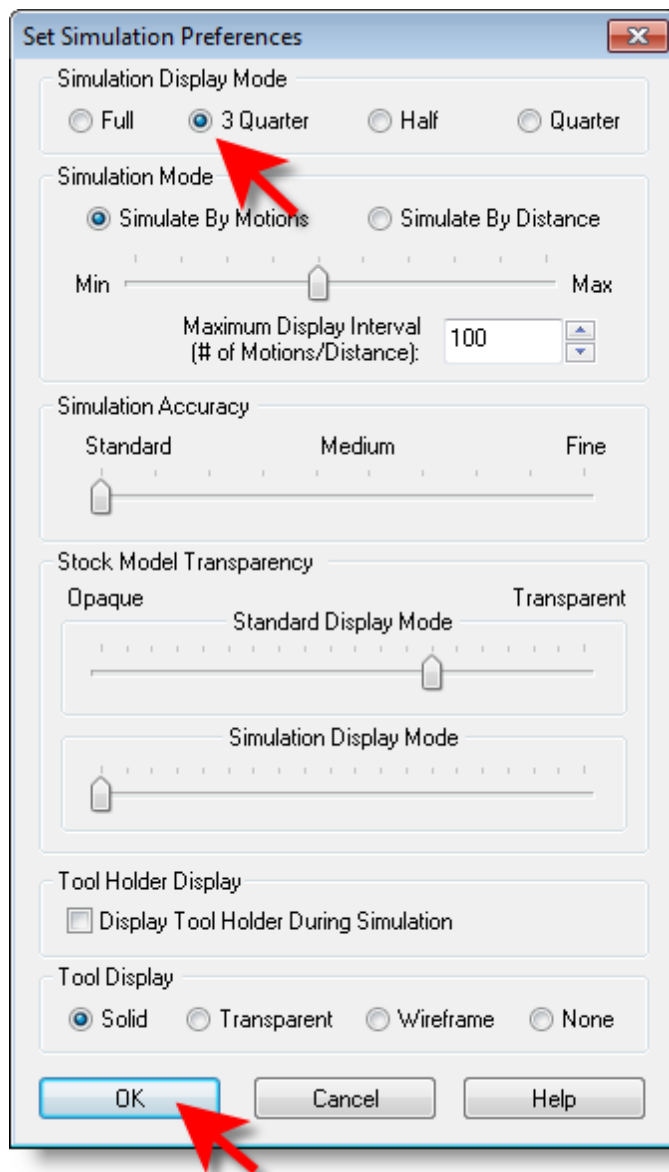 Set Simulation Preferences
Simulation Display Mode
Full 3 Quarter Half Quarter
Simulation Mode
Simulate By Motions Simulate By Distance
Min Max
Maximum Display Interval
(# of Motions/Distance):
100
Simulation Accuracy
Standard Medium Fine
Stock Model Transparency
Opaque Transparent
Standard Display Mode
Simulation Display Mode
Tool Holder Display
Display Tool Holder During Simulation
Tool Display
Solid Transparent Wireframe None
OK Cancel Help